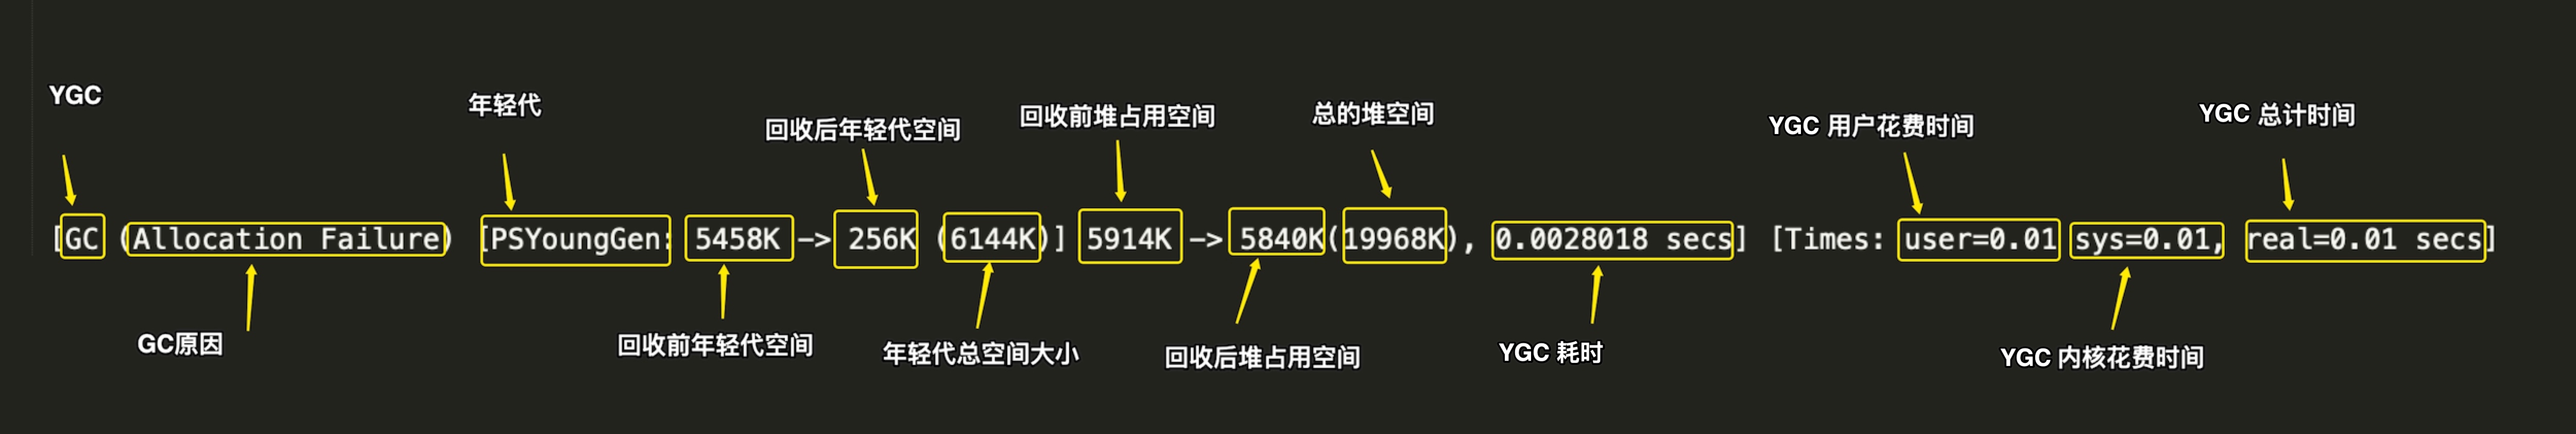 YGC
年轻代
回收后年轻代空间
回收前堆占用空间
总的堆空间
YGC 用户花费时间
YGC 总计时间
[GC (Allocation Failure) [PSYoungGen: 5458K -> 256K (6144K)] 5914K -> 5840K(19968K), 0.0028018 secs] [Times: user=0.01 sys=0.01, real=0.01 secs]
GC原因
回收前年轻代空间
年轻代总空间大小
回收后堆占用空间
YGC 耗时
YGC 内核花费时间